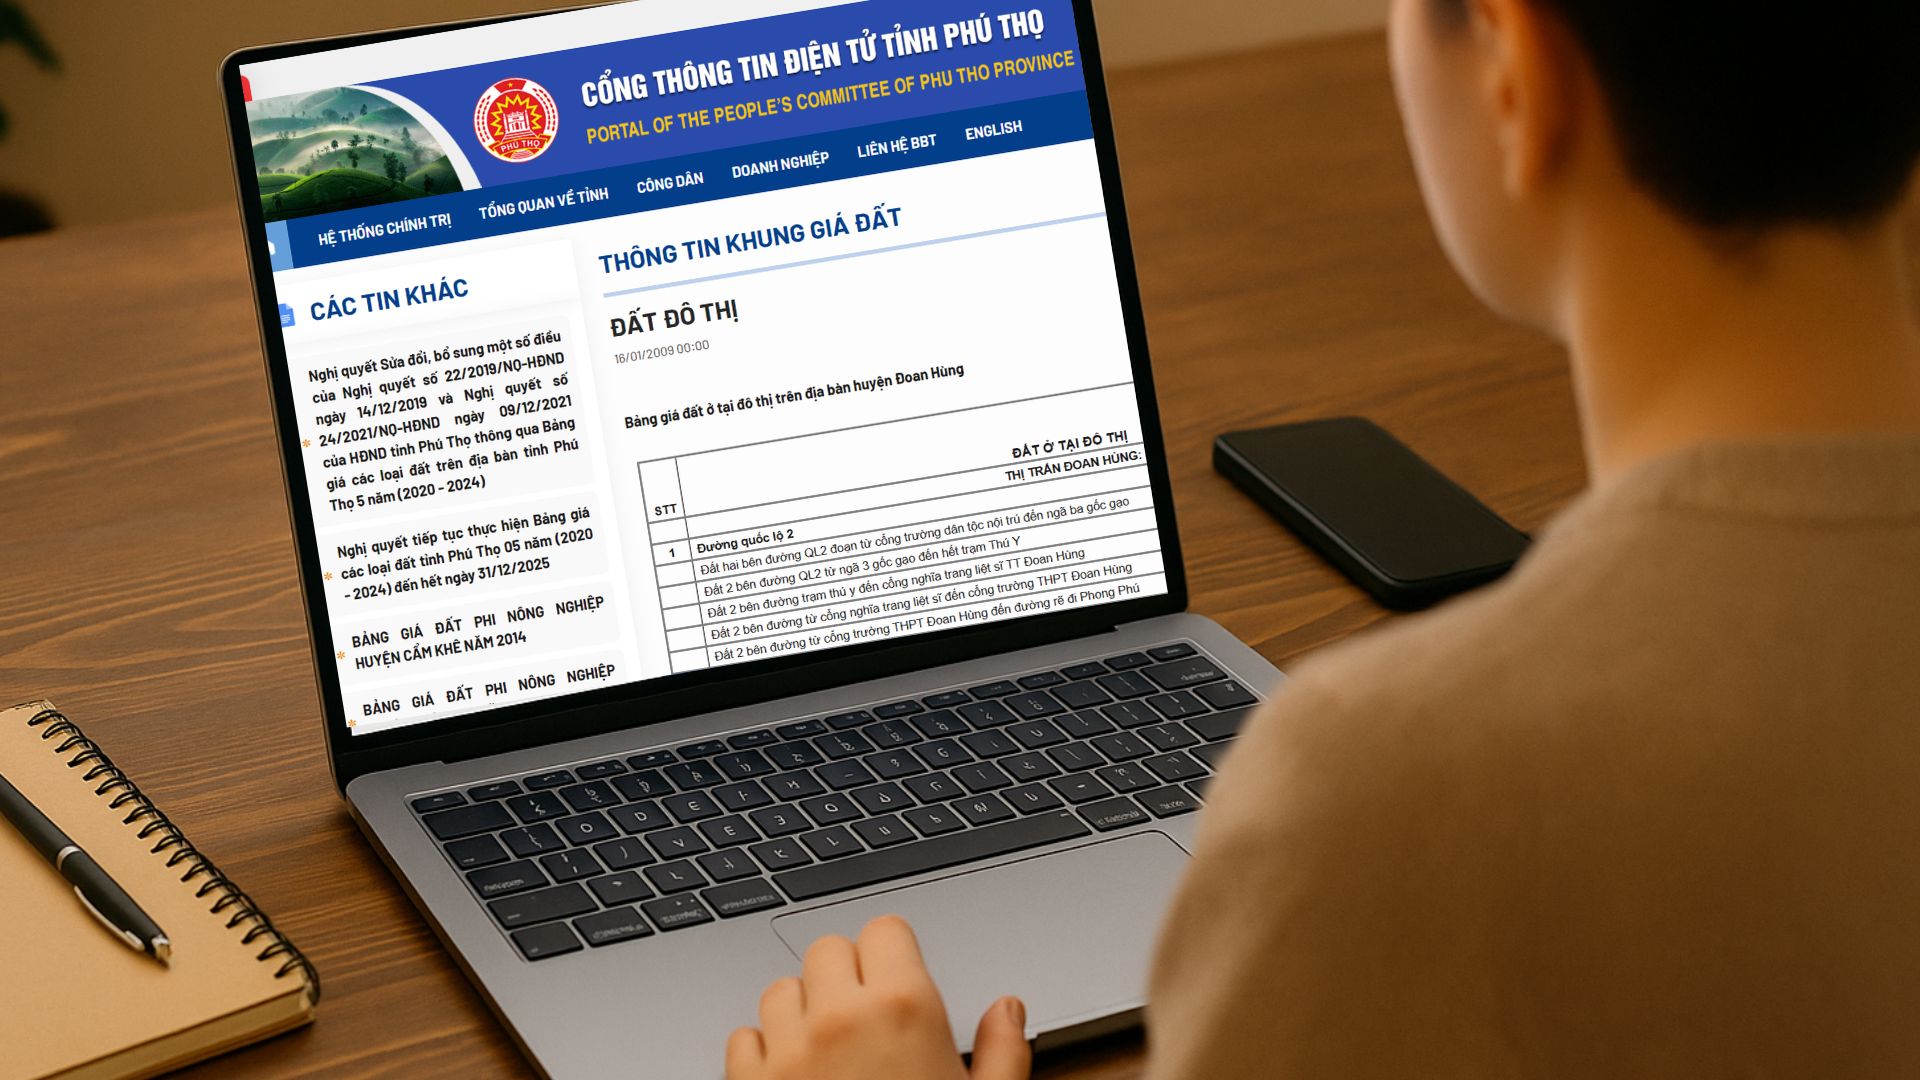 CỔNG THÔNG TIN ĐIỆN TỬ TỈNH PHÚ THỌ
PORTAL OF THE PEOPLE'S COMMITTEE OF PHU THO PROVINCE
PHÚ THỌ
HỆ THỐNG CHÍNH TRỊ
TỔNG QUAN VỀ TỈNH
CÔNG DÂN
DOANH NGHIỆP
LIÊN HỆ BBT
ENGLISH
CÁC TIN KHÁC
Nghị quyết Sửa đổi, bổ sung một số điều
của Nghị quyết số 22/2019/NQ-HĐND
ngày 14/12/2019 và Nghị quyết số
24/2021/NQ-HĐND ngày 09/12/2021
của HĐND tỉnh Phú Thọ thông qua Bảng
giá các loại đất trên địa bàn tỉnh Phú
Thọ 5 năm (2020 - 2024)
Nghị quyết tiếp tục thực hiện Bảng giá
các loại đất tỉnh Phú Thọ 05 năm (2020
- 2024) đến hết ngày 31/12/2025
BẢNG GIÁ ĐẤT PHI NÔNG NGHIỆP
HUYỆN CẨM KHÊ NĂM 2014
BẢNG GIÁ ĐẤT PHI NÔNG NGHIỆP
THÔNG TIN KHUNG GIÁ ĐẤT
ĐẤT ĐÔ THỊ
16/01/2009 00:00
Bảng giá đất ở tại đô thị trên địa bàn huyện Đoan Hùng
STT
ĐẤT Ở TẠI ĐÔ THỊ
THỊ TRẤN ĐOAN HÙNG:
1 Đường quốc lộ 2
Đất hai bên đường QL2 đoạn từ cổng trường dân tộc nội trú đến ngã ba gốc gạo
Đất 2 bên đường QL2 từ ngã 3 gốc gạo đến hết trạm Thú Y
Đất 2 bên đường trạm thú y đến cổng nghĩa trang liệt sĩ TT Đoan Hùng
Đất 2 bên đường từ cổng nghĩa trang liệt sĩ đến cổng trường THPT Đoan Hùng
Đất 2 bên đường từ cổng trường THPT Đoan Hùng đến đường rẽ đi Phong Phú